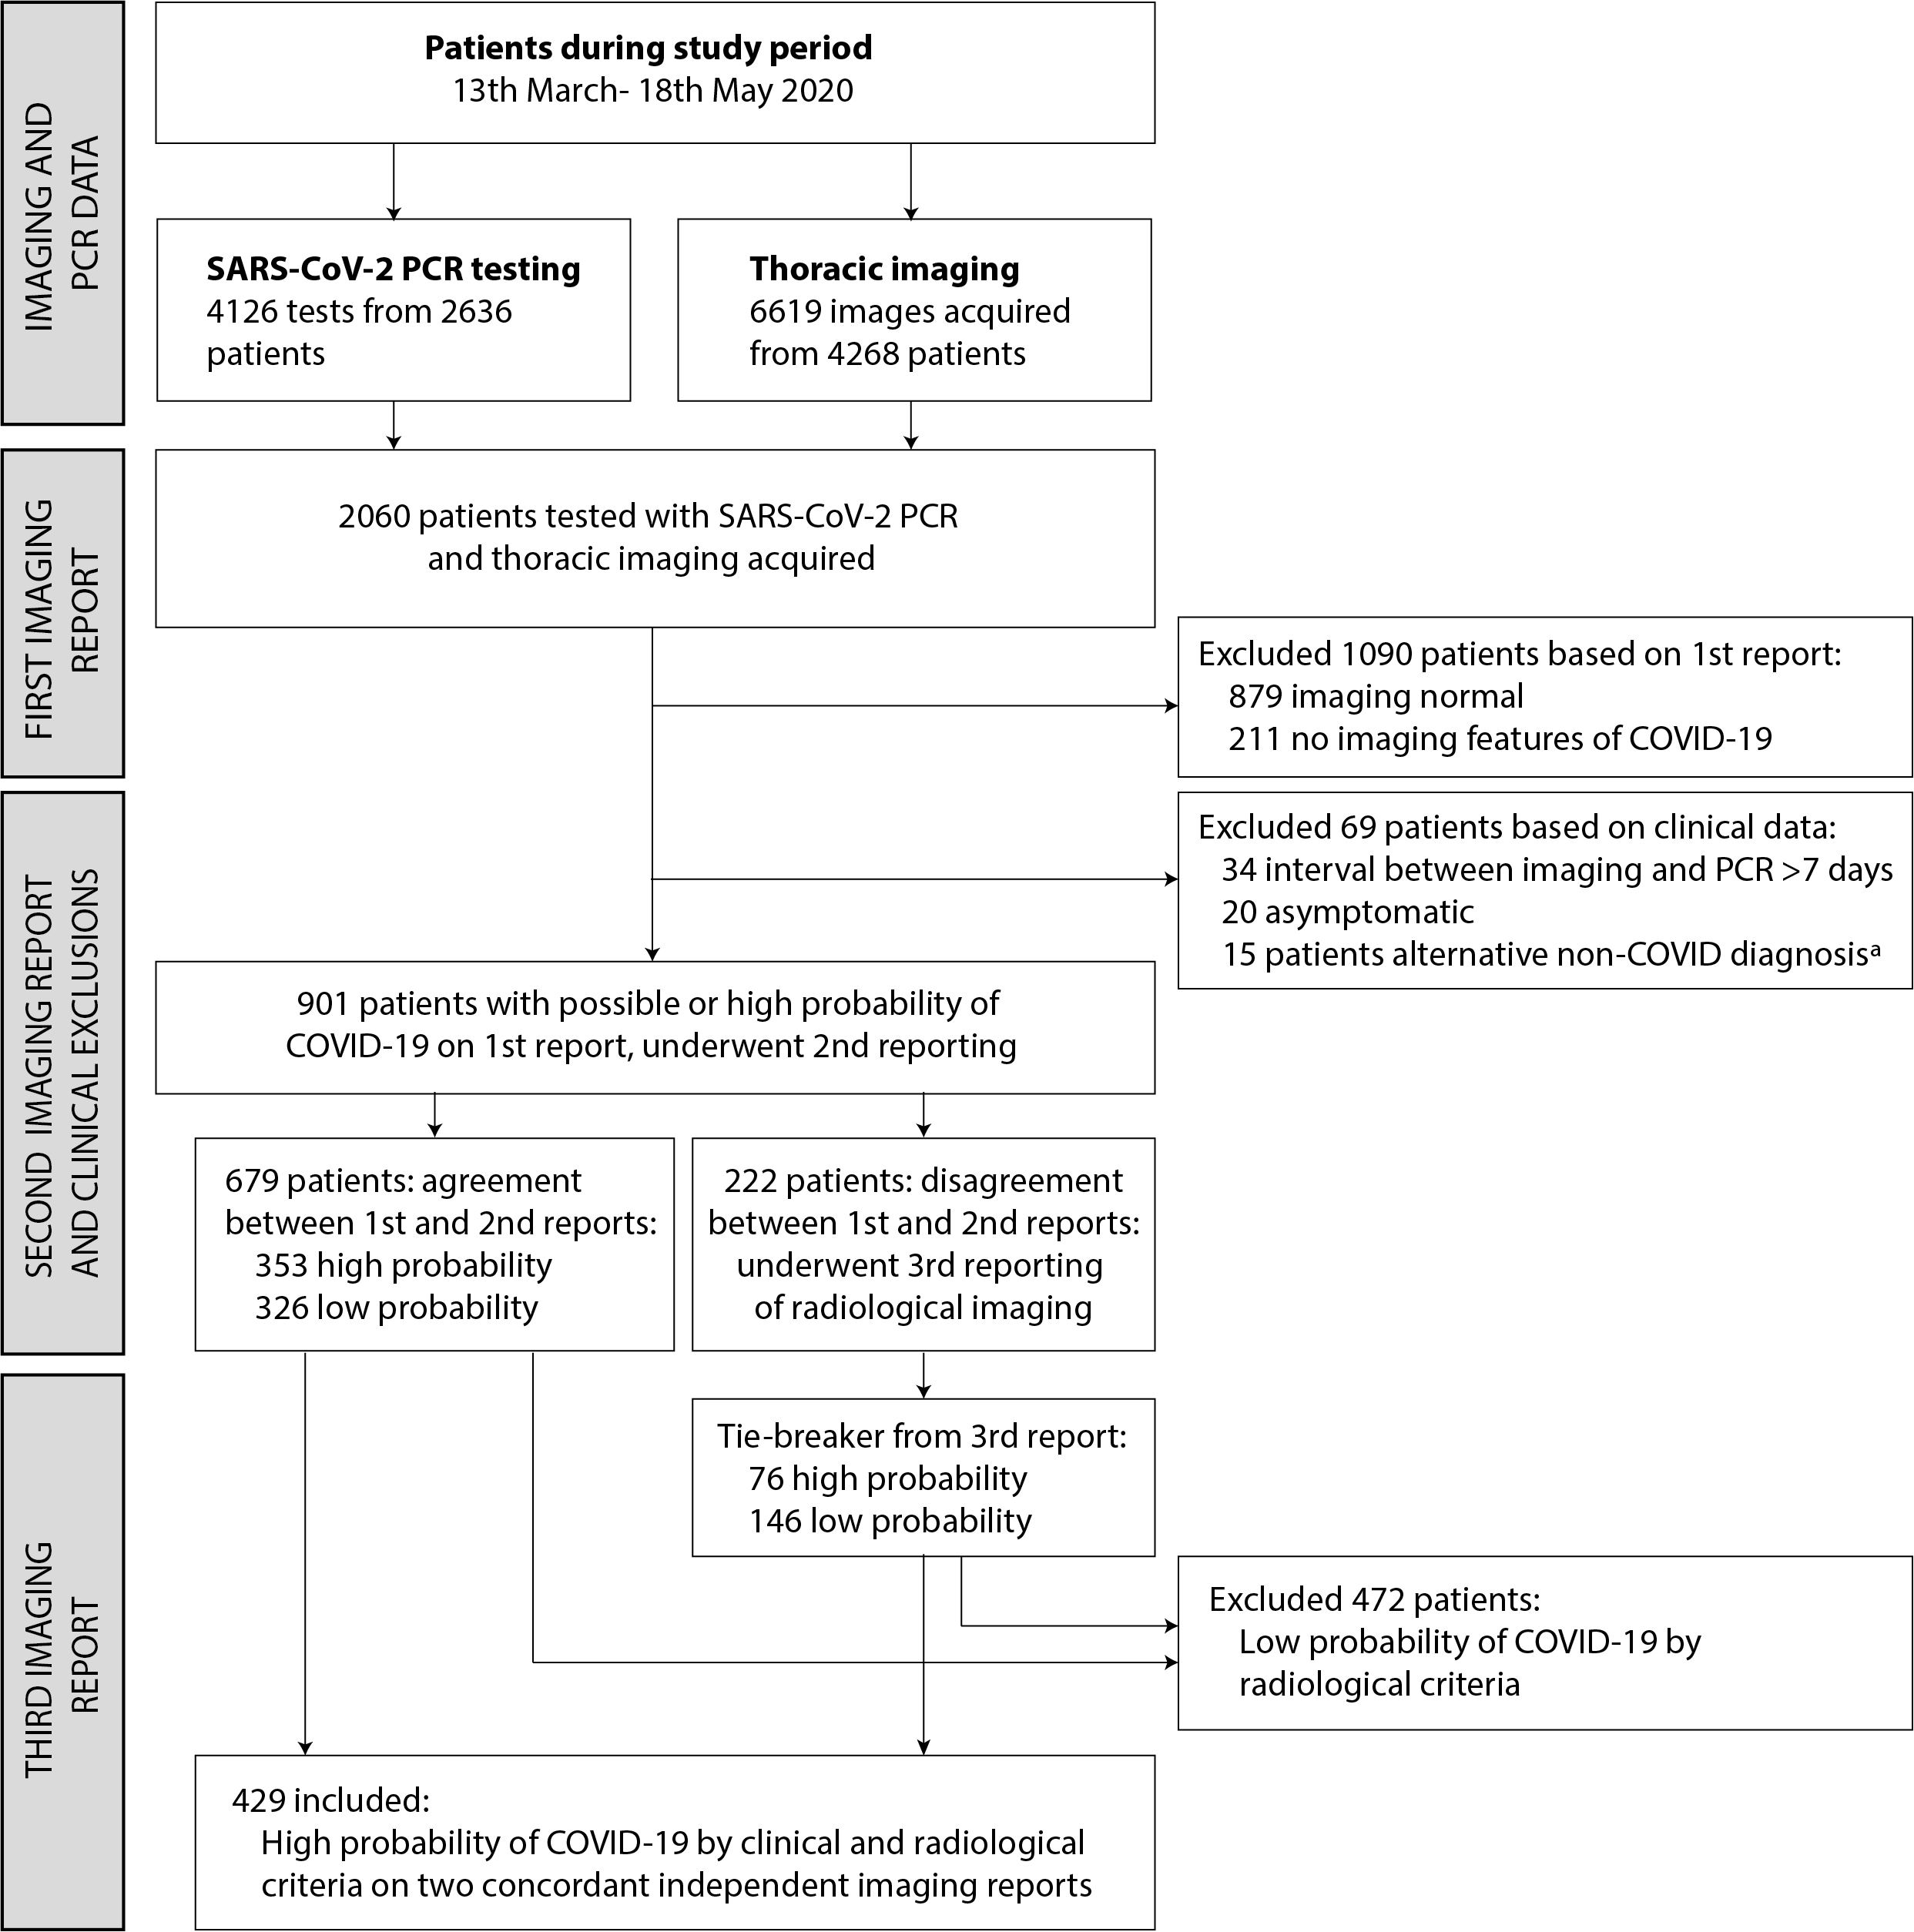 IMAGING AND
PCR DATA
Patients during study period
13th March- 18th May 2020
SARS-CoV-2 PCR testing
4126 tests from 2636
patients
Thoracic imaging
6619 images acquired
from 4268 patients
FIRST IMAGING
REPORT
2060 patients tested with SARS-CoV-2 PCR
and thoracic imaging acquired
Excluded 1090 patients based on 1st report:
879 imaging normal
211 no imaging features of COVID-19
SECOND IMAGING REPORT
AND CLINICAL EXCLUSIONS
Excluded 69 patients based on clinical data:
34 interval between imaging and PCR >7 days
20 asymptomatic
15 patients alternative non-COVID diagnosisª
901 patients with possible or high probability of
COVID-19 on 1st report, underwent 2nd reporting
679 patients: agreement
between 1st and 2nd reports:
353 high probability
326 low probability
222 patients: disagreement
between 1st and 2nd reports:
underwent 3rd reporting
of radiological imaging
THIRD IMAGING
REPORT
Tie-breaker from 3rd report:
76 high probability
146 low probability
Excluded 472 patients:
Low probability of COVID-19 by
radiological criteria
429 included:
High probability of COVID-19 by clinical and radiological
criteria on two concordant independent imaging reports